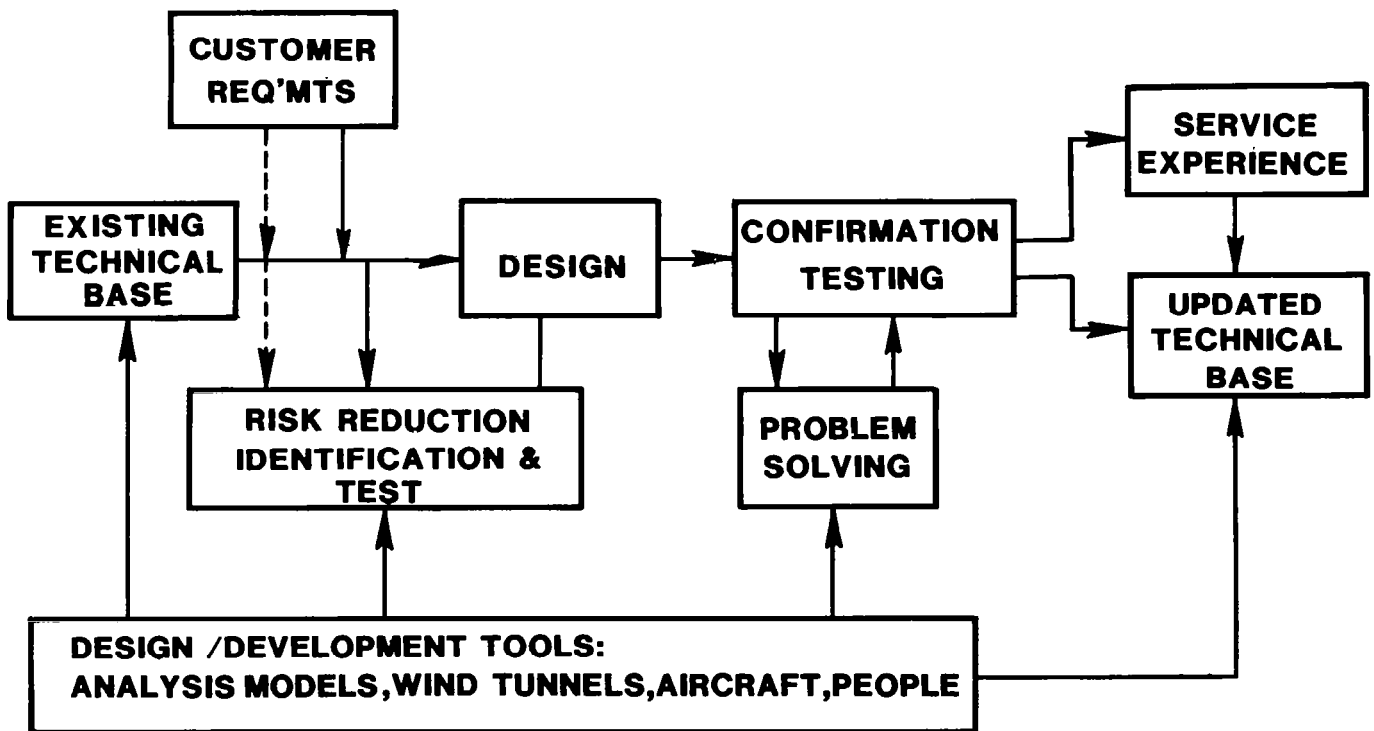 CUSTOMER
REQ'MTS
EXISTING
TECHNICAL
BASE
DESIGN
CONFIRMATION
TESTING
SERVICE
EXPERIENCE
UPDATED
TECHNICAL
BASE
RISK REDUCTION
IDENTIFICATION &
TEST
PROBLEM
SOLVING
DESIGN /DEVELOPMENT TOOLS:
ANALYSIS MODELS,WIND TUNNELS,AIRCRAFT,PEOPLE